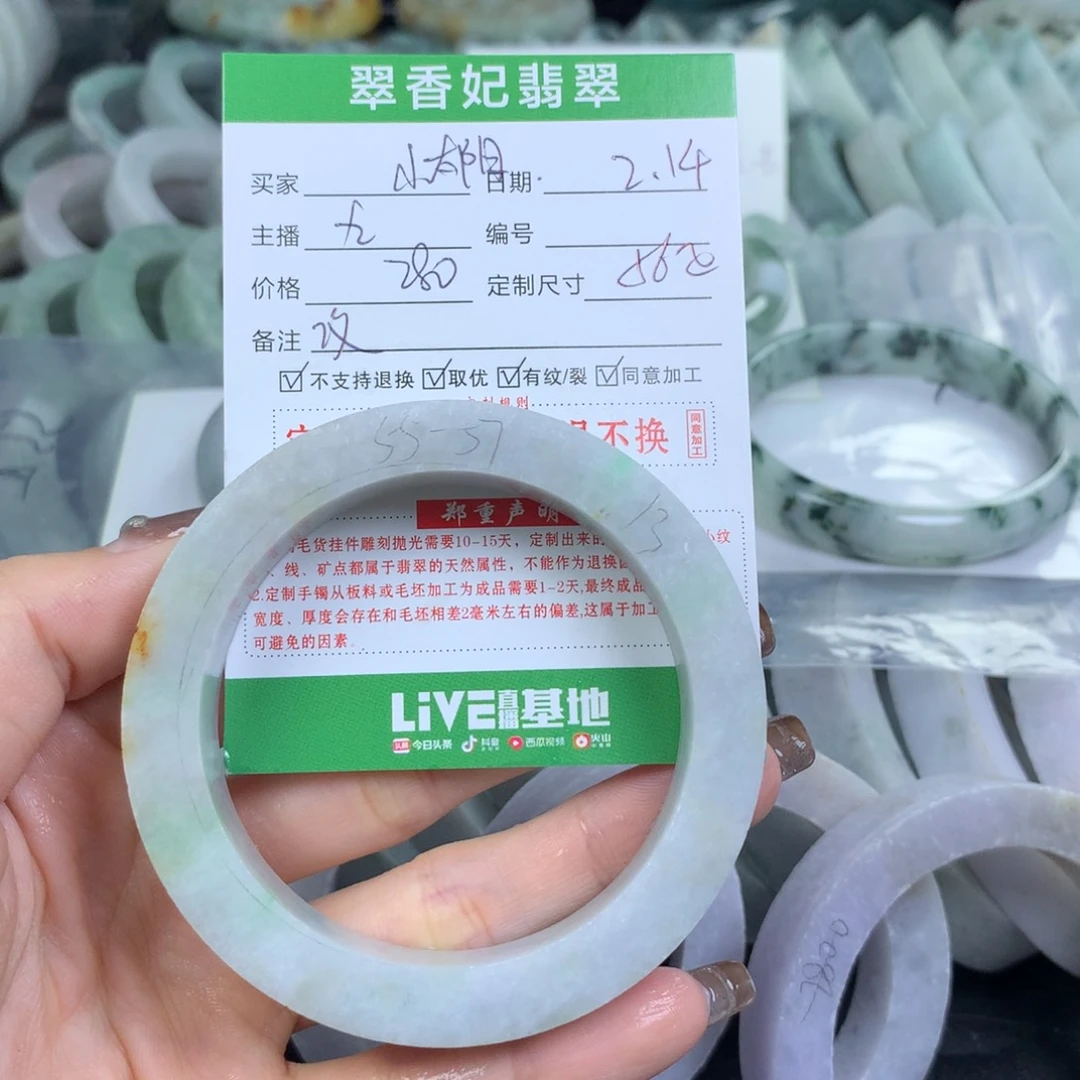 翠香妃翡翠
买家 小邰阳 日期 2.14
主播 九 编号
价格 280 定制尺寸
备注
不支持退换 取优 有纹/裂 同意加工
不换 同意加工
55-57
13
郑重声明
毛货挂件雕刻抛光需要10-15天，定制出来的 纹
、线、矿点都属于翡翠的天然属性，不能作为退换
2.定制手镯从板料或毛坯加工为成品需要1-2天,最终成品
宽度、厚度会存在和毛坯相差2毫米左右的偏差,这属于加工
可避免的因素。
LiVE直播基地
头条 今日头条 抖音 西瓜视频 火山